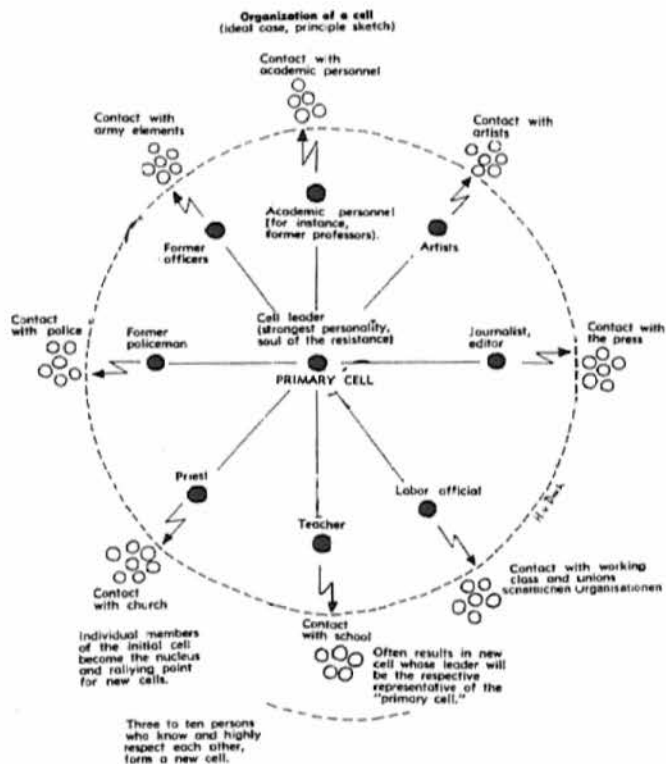 Organization of a cell
(ideal case, principle sketch)
Contact with
academic personnel
Contact with
army elements
Contact with
artists
Academic personnel
(for instance,
former professors).
Former
officers
Artists
Contact
with police
Former
policeman
Cell leader
(strongest personality,
soul of the resistance)
Journalist,
editor
Contact with
the press
PRIMARY CELL
Priest
Labor official
Teacher
Contact
with church
Contact with working
class and unions
Organisationen
Contact
with school
Individual members
of the initial cell
become the nucleus
and rallying point
for new cells.
Often results in new
cell whose leader will
be the respective
representative of the
"primary cell."
Three to ten persons
who know and highly
respect each other,
form a new cell.